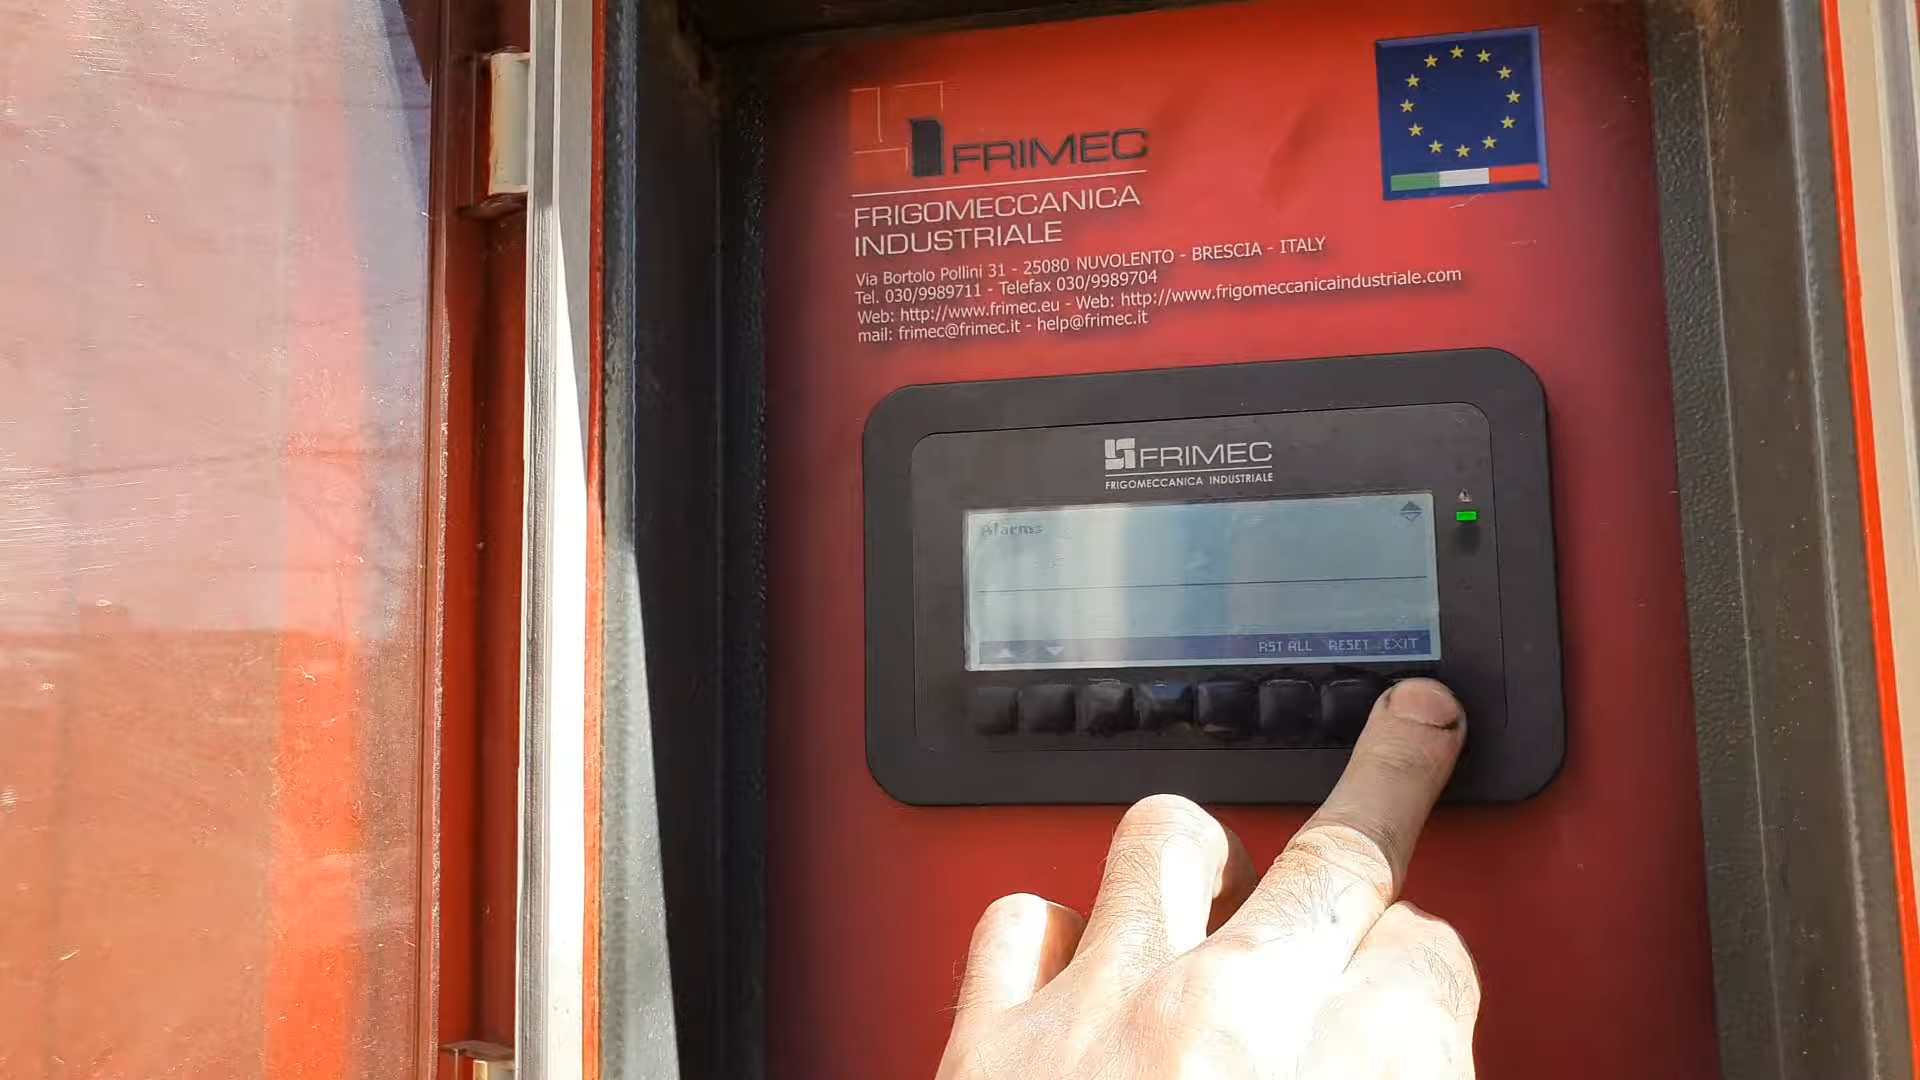 FRIMEC
FRIGOMECCANICA
INDUSTRIALE
Via Bortolo Pollini 31 - 25080 NUVOLENTO - BRESCIA - ITALY
Tel. 030/9989711 - Telefax 030/9989704
Web: http://www.frimec.eu - Web: http://www.frigomeccanicaindustriale.com
mail: frimec@frimec.it - help@frimec.it
FRIMEC
FRIGOMECCANICA INDUSTRIALE
Alarms
RST ALL RESET EXIT